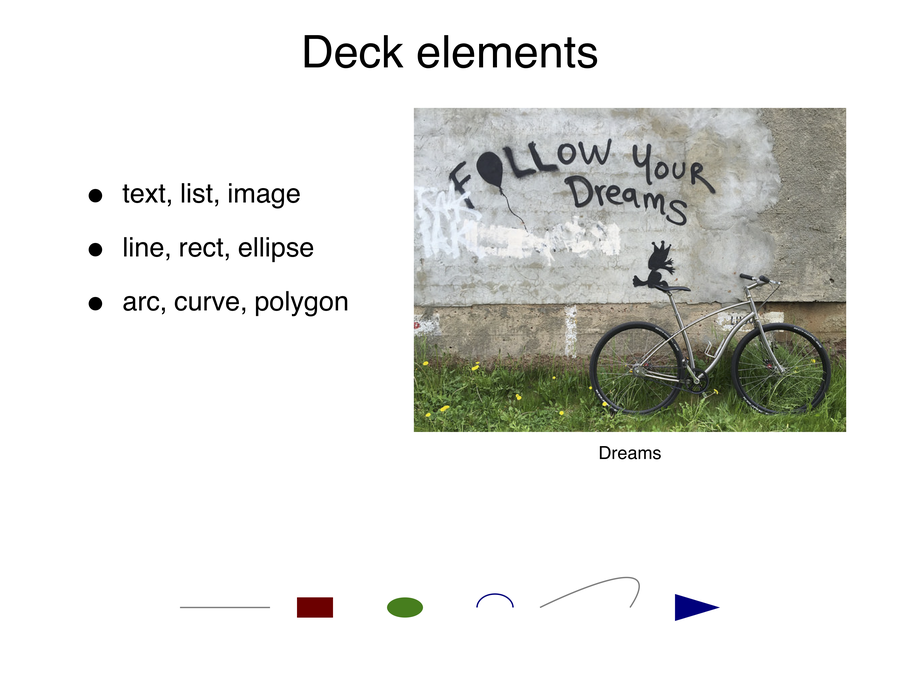 Deck elements
• text, list, image
• line, rect, ellipse
• arc, curve, polygon
FOLLOW YOUR
Dreams
Dreams